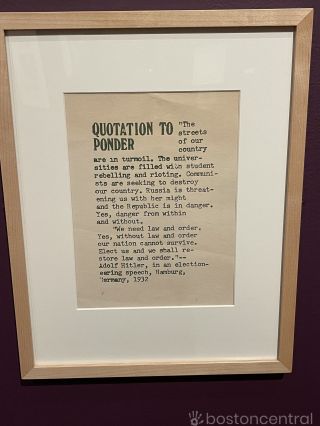 QUOTATION TO PONDER
"The
streets
of our
country
are in turmoil. The univer-
sities are filled with student
rebelling and rioting. Communi-
sts are seeking to destroy
our country. Russia is threat-
ening us with her might
and the Republic is in danger.
Yes, danger from within
and without.
"We need law and order.
Yes, without law and order
our nation cannot survive.
Elect us and we shall re-
store law and order."--
Adolf Hitler, in an election-
eering speech, Hamburg,
Germany, 1932
bostoncentral